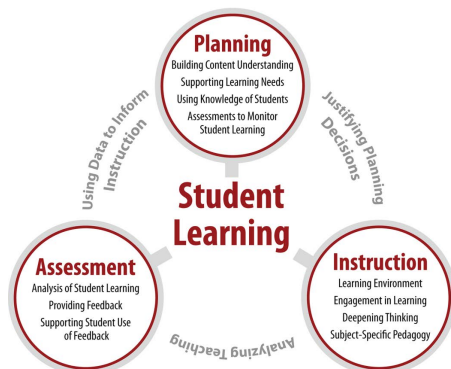 Planning
Building Content Understanding
Supporting Learning Needs
Using Knowledge of Students
Assessments to Monitor
Student Learning
Using Data to Inform
Instruction
Justifying Planning
Decisions
Student
Learning
Assessment
Analysis of Student Learning
Providing Feedback
Supporting Student Use
of Feedback
Instruction
Learning Environment
Engagement in Learning
Deepening Thinking
Subject-Specific Pedagogy
Analyzing Teaching